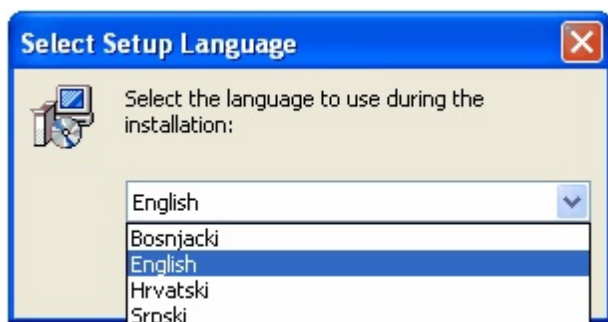 Select Setup Language
Select the language to use during the
installation:
English
Bosnjacki
English
Hrvatski
Srpski